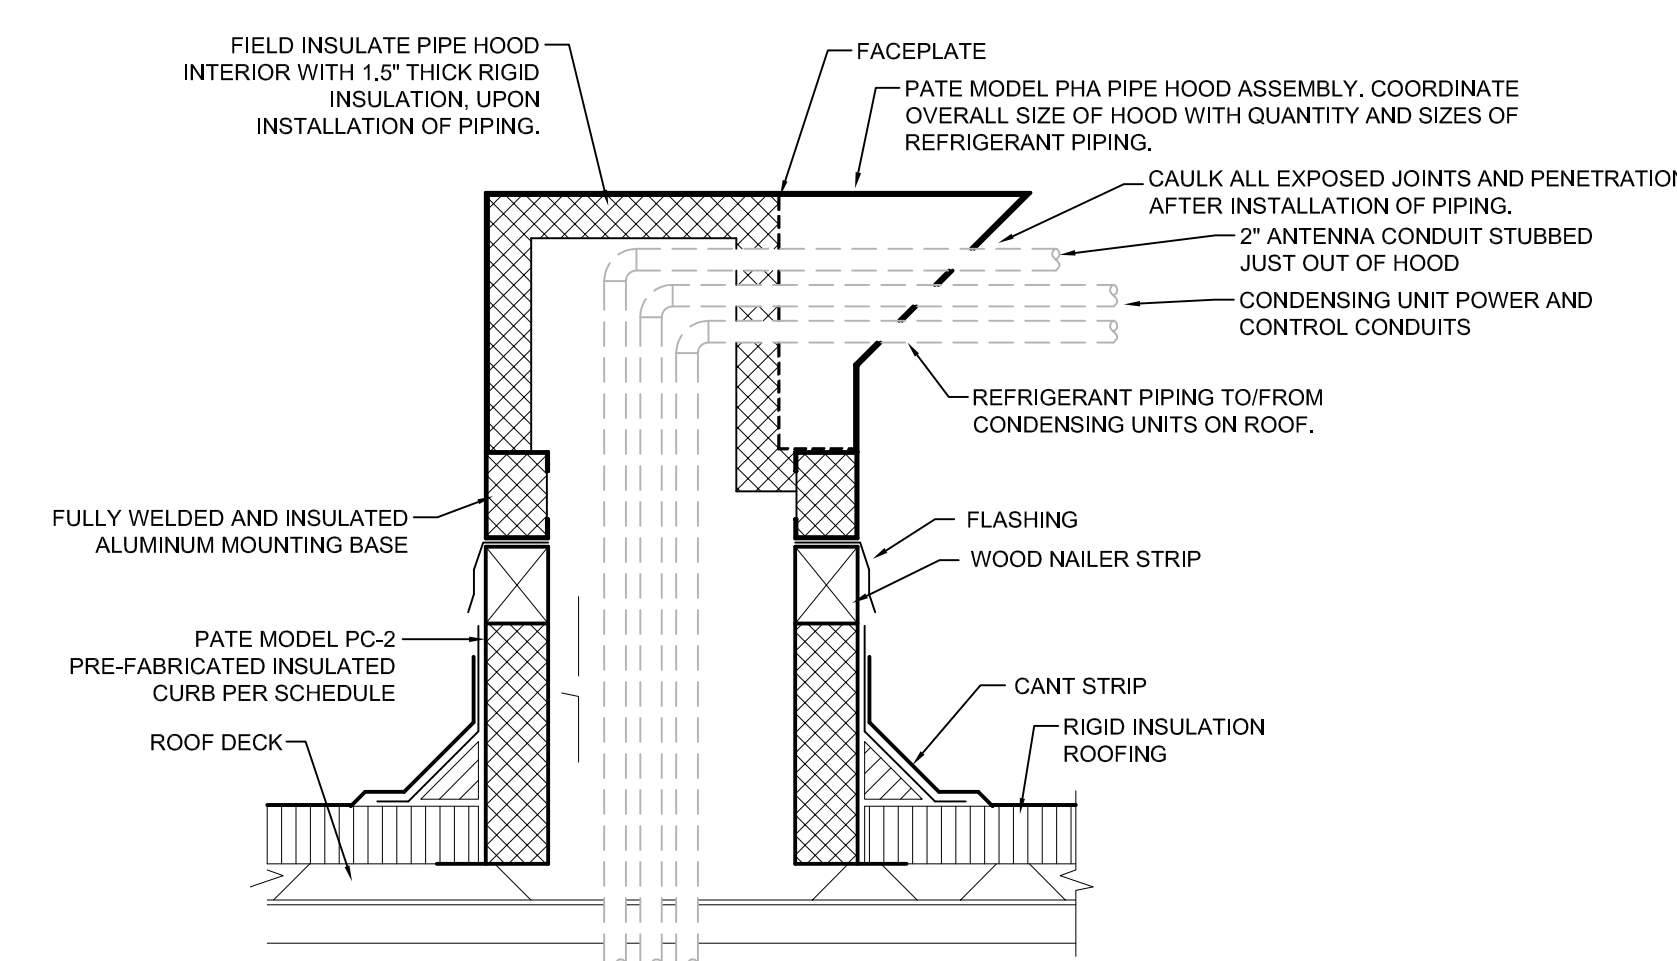 FIELD INSULATE PIPE HOOD
INTERIOR WITH 1.5" THICK RIGID
INSULATION, UPON
INSTALLATION OF PIPING.
FACEPLATE
PATE MODEL PHA PIPE HOOD ASSEMBLY. COORDINATE
OVERALL SIZE OF HOOD WITH QUANTITY AND SIZES OF
REFRIGERANT PIPING.
CAULK ALL EXPOSED JOINTS AND PENETRATION
AFTER INSTALLATION OF PIPING.
2" ANTENNA CONDUIT STUBBED
JUST OUT OF HOOD
CONDENSING UNIT POWER AND
CONTROL CONDUITS
REFRIGERANT PIPING TO/FROM
CONDENSING UNITS ON ROOF.
FULLY WELDED AND INSULATED
ALUMINUM MOUNTING BASE
FLASHING
WOOD NAILER STRIP
PATE MODEL PC-2
PRE-FABRICATED INSULATED
CURB PER SCHEDULE
CANT STRIP
RIGID INSULATION
ROOFING
ROOF DECK